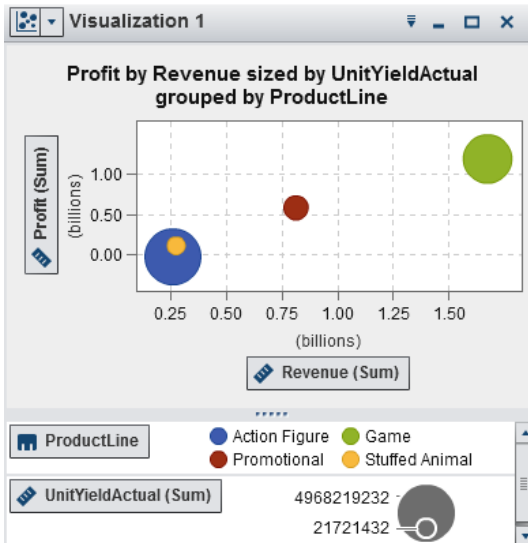 Visualization 1
Profit by Revenue sized by UnitYieldActual
grouped by ProductLine
Profit (Sum)
(billions)
1.00
0.50
0.00
0.25 0.50 0.75 1.00 1.25 1.50
(billions)
Revenue (Sum)
ProductLine
Action Figure Game
Promotional Stuffed Animal
UnitYieldActual (Sum)
4968219232
21721432